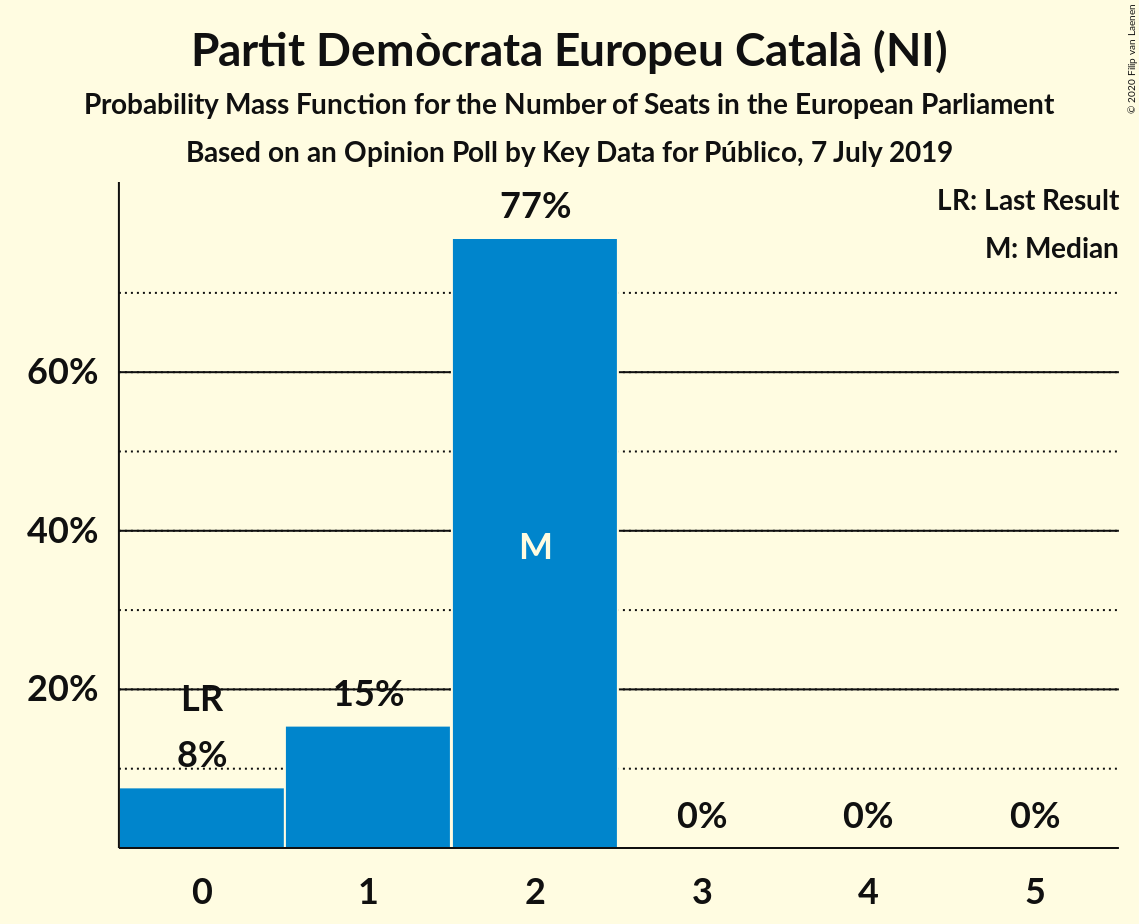 Partit Demòcrata Europeu Català (NI)
Probability Mass Function for the Number of Seats in the European Parliament
Based on an Opinion Poll by Key Data for Público, 7 July 2019
© 2020 Filip van Laenen
LR: Last Result
M: Median
77%
60%
40%
M
20%
LR
15%
8%
0%
0%
0%
0
1
2
3
4
5